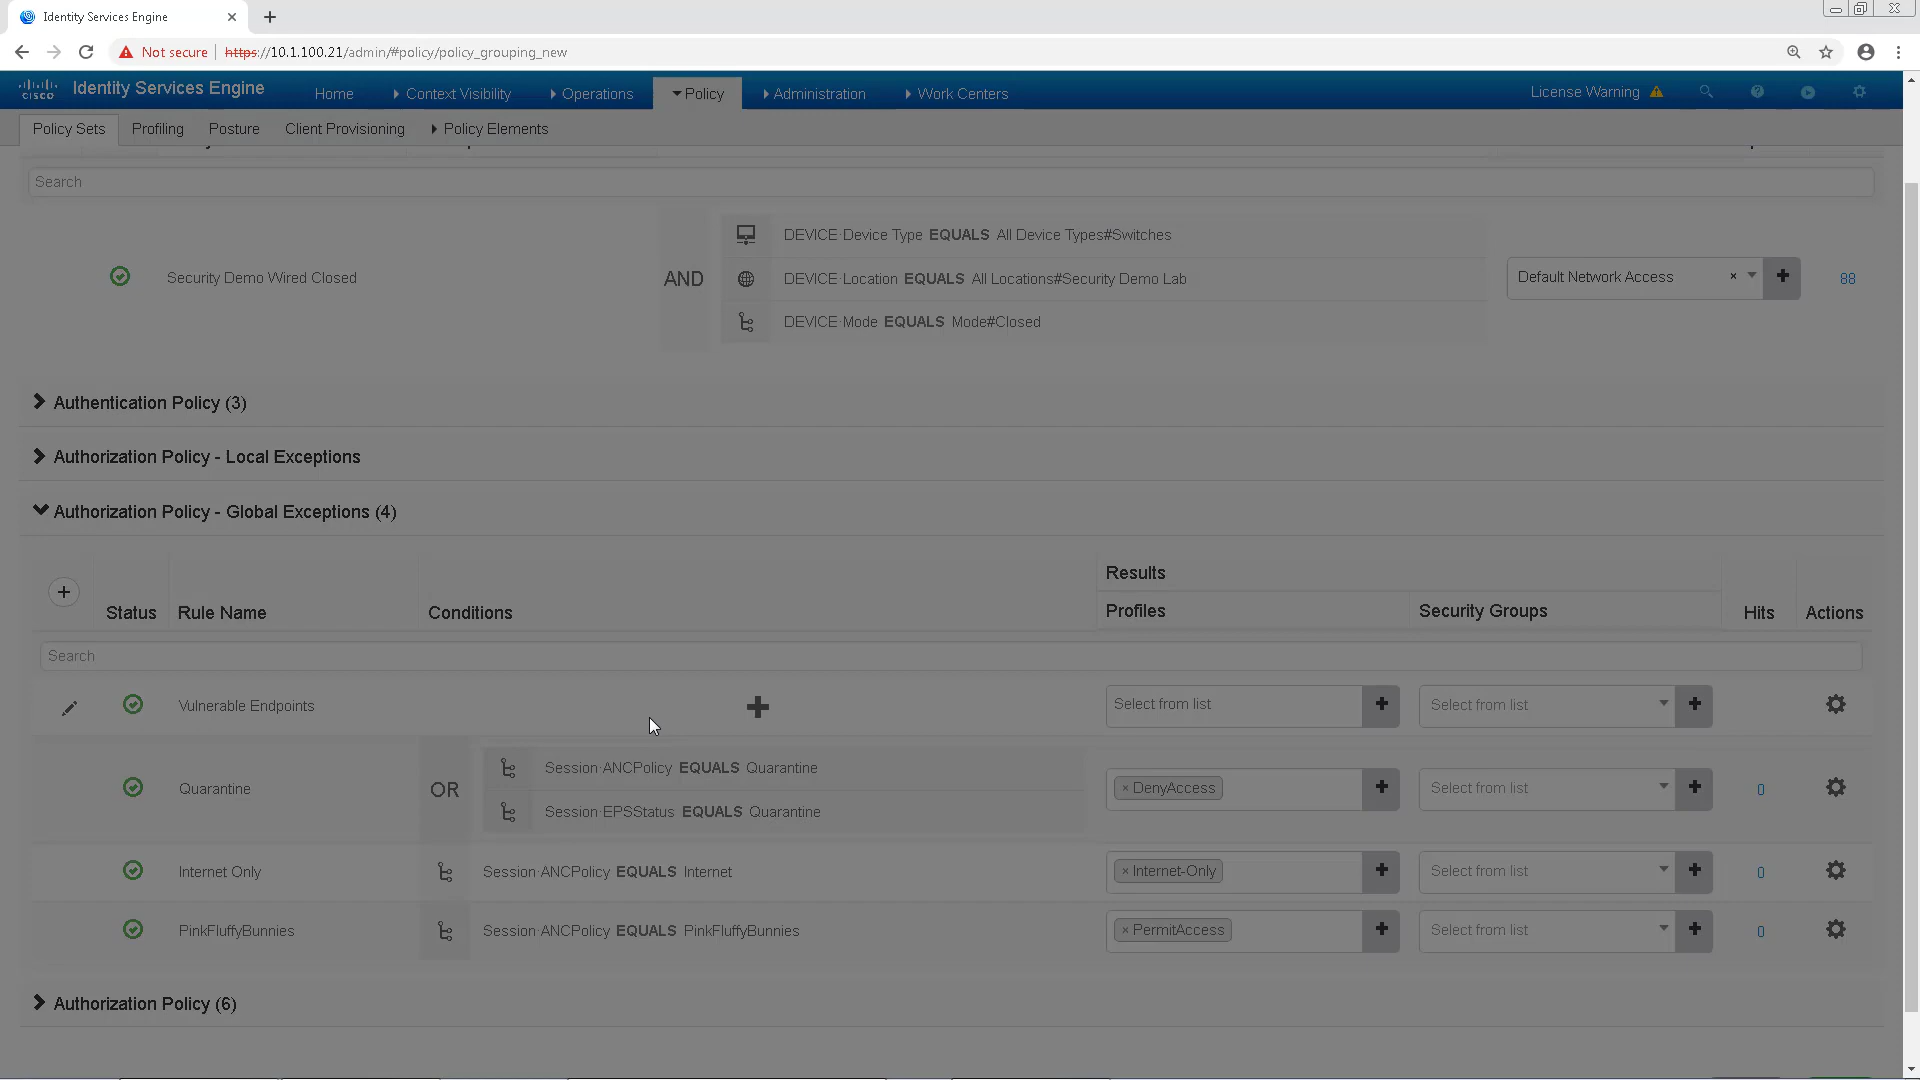 Identity Services Engine
Not secure https://10.1.100.21/admin/#policy/policy_grouping_new
CISCO Identity Services Engine Home Context Visibility Operations Policy Administration Work Centers License Warning
Policy Sets Profiling Posture Client Provisioning Policy Elements
Search
Security Demo Wired Closed
AND
DEVICE·Device Type EQUALS All Device Types#Switches
DEVICE·Location EQUALS All Locations#Security Demo Lab
DEVICE·Mode EQUALS Mode#Closed
Default Network Access × 88
Authentication Policy (3)
Authorization Policy - Local Exceptions
Authorization Policy - Global Exceptions (4)
Results
Status Rule Name Conditions Profiles Security Groups Hits Actions
Search
Vulnerable Endpoints Select from list Select from list
Quarantine OR
Session·ANCPolicy EQUALS Quarantine
Session·EPSStatus EQUALS Quarantine
× DenyAccess Select from list 0
Internet Only Session·ANCPolicy EQUALS Internet × Internet-Only Select from list 0
PinkFluffyBunnies Session·ANCPolicy EQUALS PinkFluffyBunnies × PermitAccess Select from list 0
Authorization Policy (6)